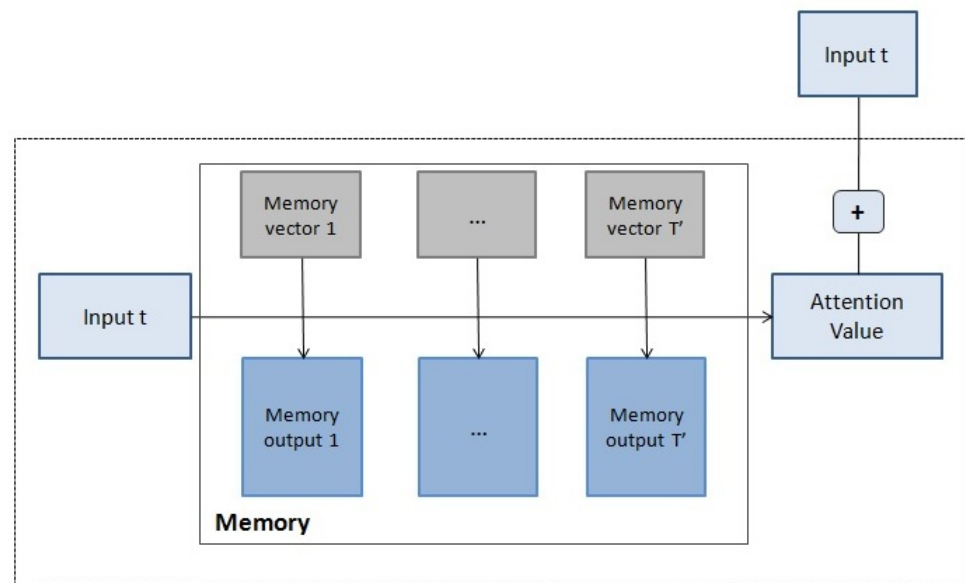 Input t
+
Memory
vector 1
...
Memory
vector T'
Input t
Attention
Value
Memory
output 1
...
Memory
output T'
Memory